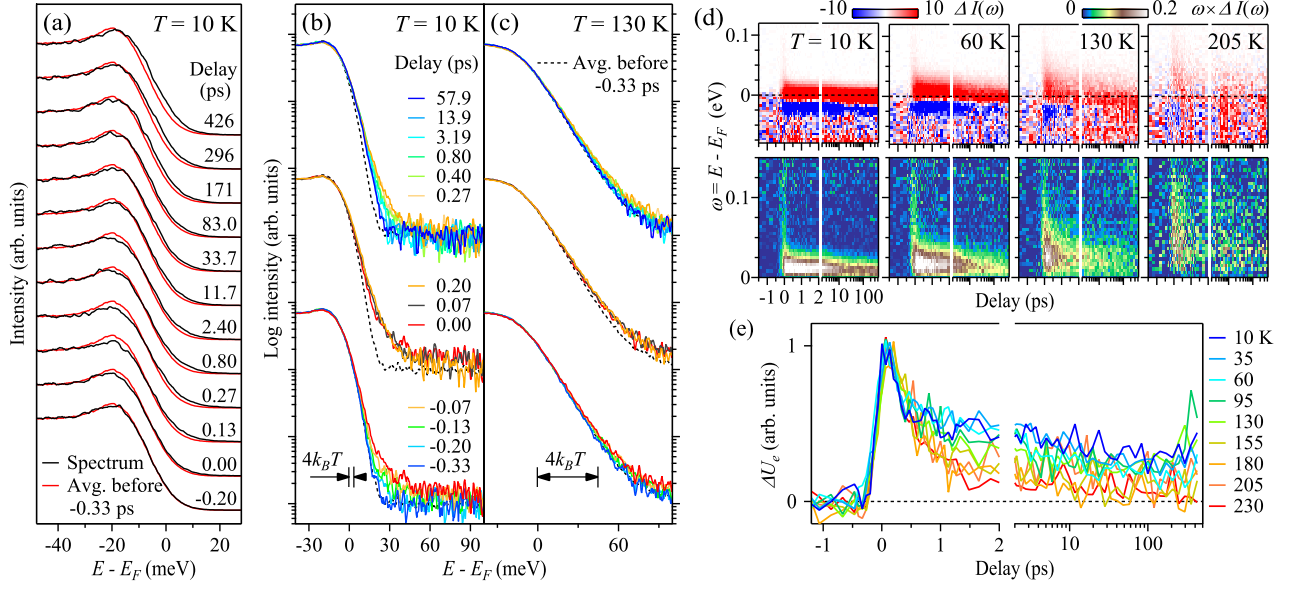 (a) T = 10 K
Delay
(ps)
426
296
171
83.0
33.7
11.7
2.40
0.80
0.27
0.13
0.00
-0.20
Spectrum
Avg. before
-0.33 ps
Intensity (arb. units)
-40 -20 0 20
E - E_F (meV)
(b) T = 10 K
Delay (ps)
57.9
13.9
3.19
0.80
0.40
0.27
0.20
0.07
0.00
-0.07
-0.13
-0.20
-0.33
4k_BT
Log intensity (arb. units)
-30 0 30 60 90
(c) T = 130 K
Avg. before
-0.33 ps
4k_BT
0 60
E - E_F (meV)
(d)
-10 10 ΔI(ω)
0 0.2 ω×ΔI(ω)
T = 10 K 60 K 130 K 205 K
0.1
0
0.1
0
ω= E - E_F (eV)
-1 0 1 2 10 100
Delay (ps)
(e)
1
0
ΔU_e (arb. units)
-1 0 1 2 10 100
Delay (ps)
10 K
35
60
95
130
155
180
205
230